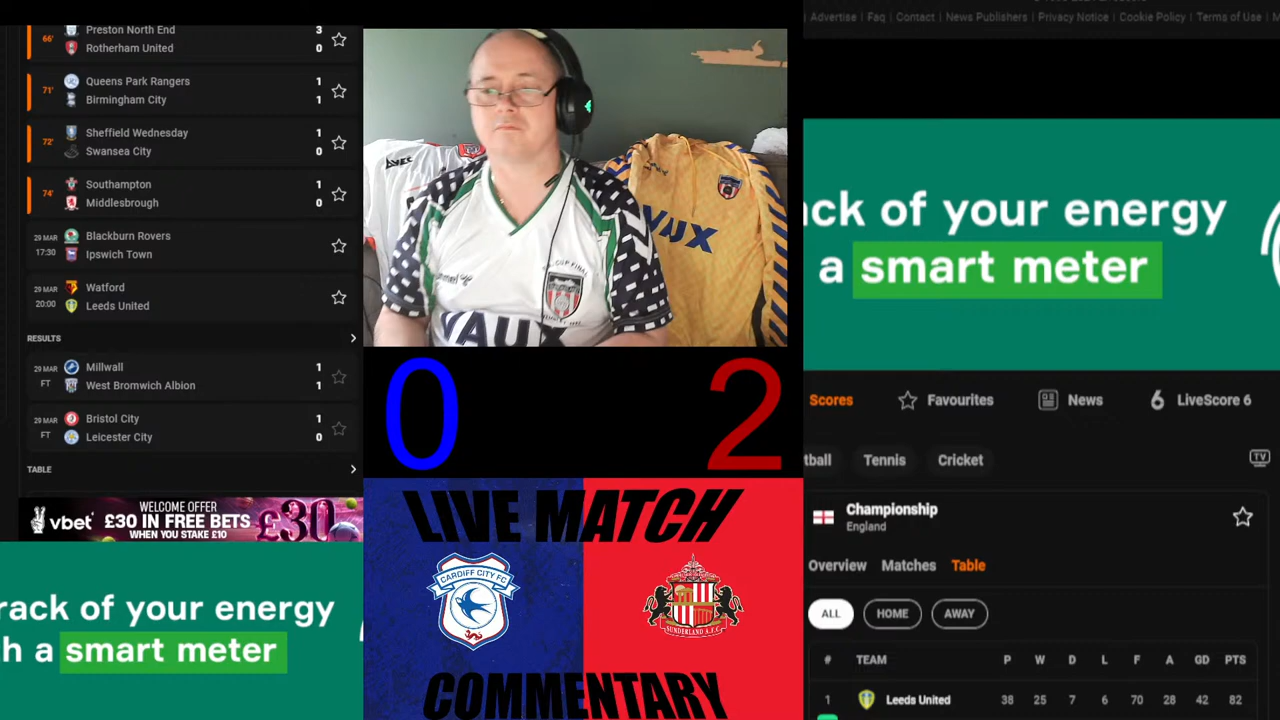 66'
Preston North End 3
Rotherham United 0
71'
Queens Park Rangers 1
Birmingham City 1
72'
Sheffield Wednesday 1
Swansea City 0
74'
Southampton 1
Middlesbrough 0
29 MAR
17:30
Blackburn Rovers
Ipswich Town
29 MAR
20:00
Watford
Leeds United
RESULTS
29 MAR
FT
Millwall 1
West Bromwich Albion 1
29 MAR
FT
Bristol City 1
Leicester City 0
TABLE
vbet
WELCOME OFFER
£30 IN FREE BETS
WHEN YOU STAKE £10
£30
rack of your energy
h a smart meter
AVEC
VAUX
VAUX
0 2
LIVE MATCH
CARDIFF CITY FC
SUNDERLAND A.F.C.
COMMENTARY
Advertise | Faq | Contact | News Publishers | Privacy Notice | Cookie Policy | Terms of Use | M
ack of your energy
a smart meter
Scores Favourites News 6 LiveScore 6
tball Tennis Cricket TV
Championship
England
Overview Matches Table
ALL HOME AWAY
# TEAM P W D L F A GD PTS
1 Leeds United 38 25 7 6 70 28 42 82